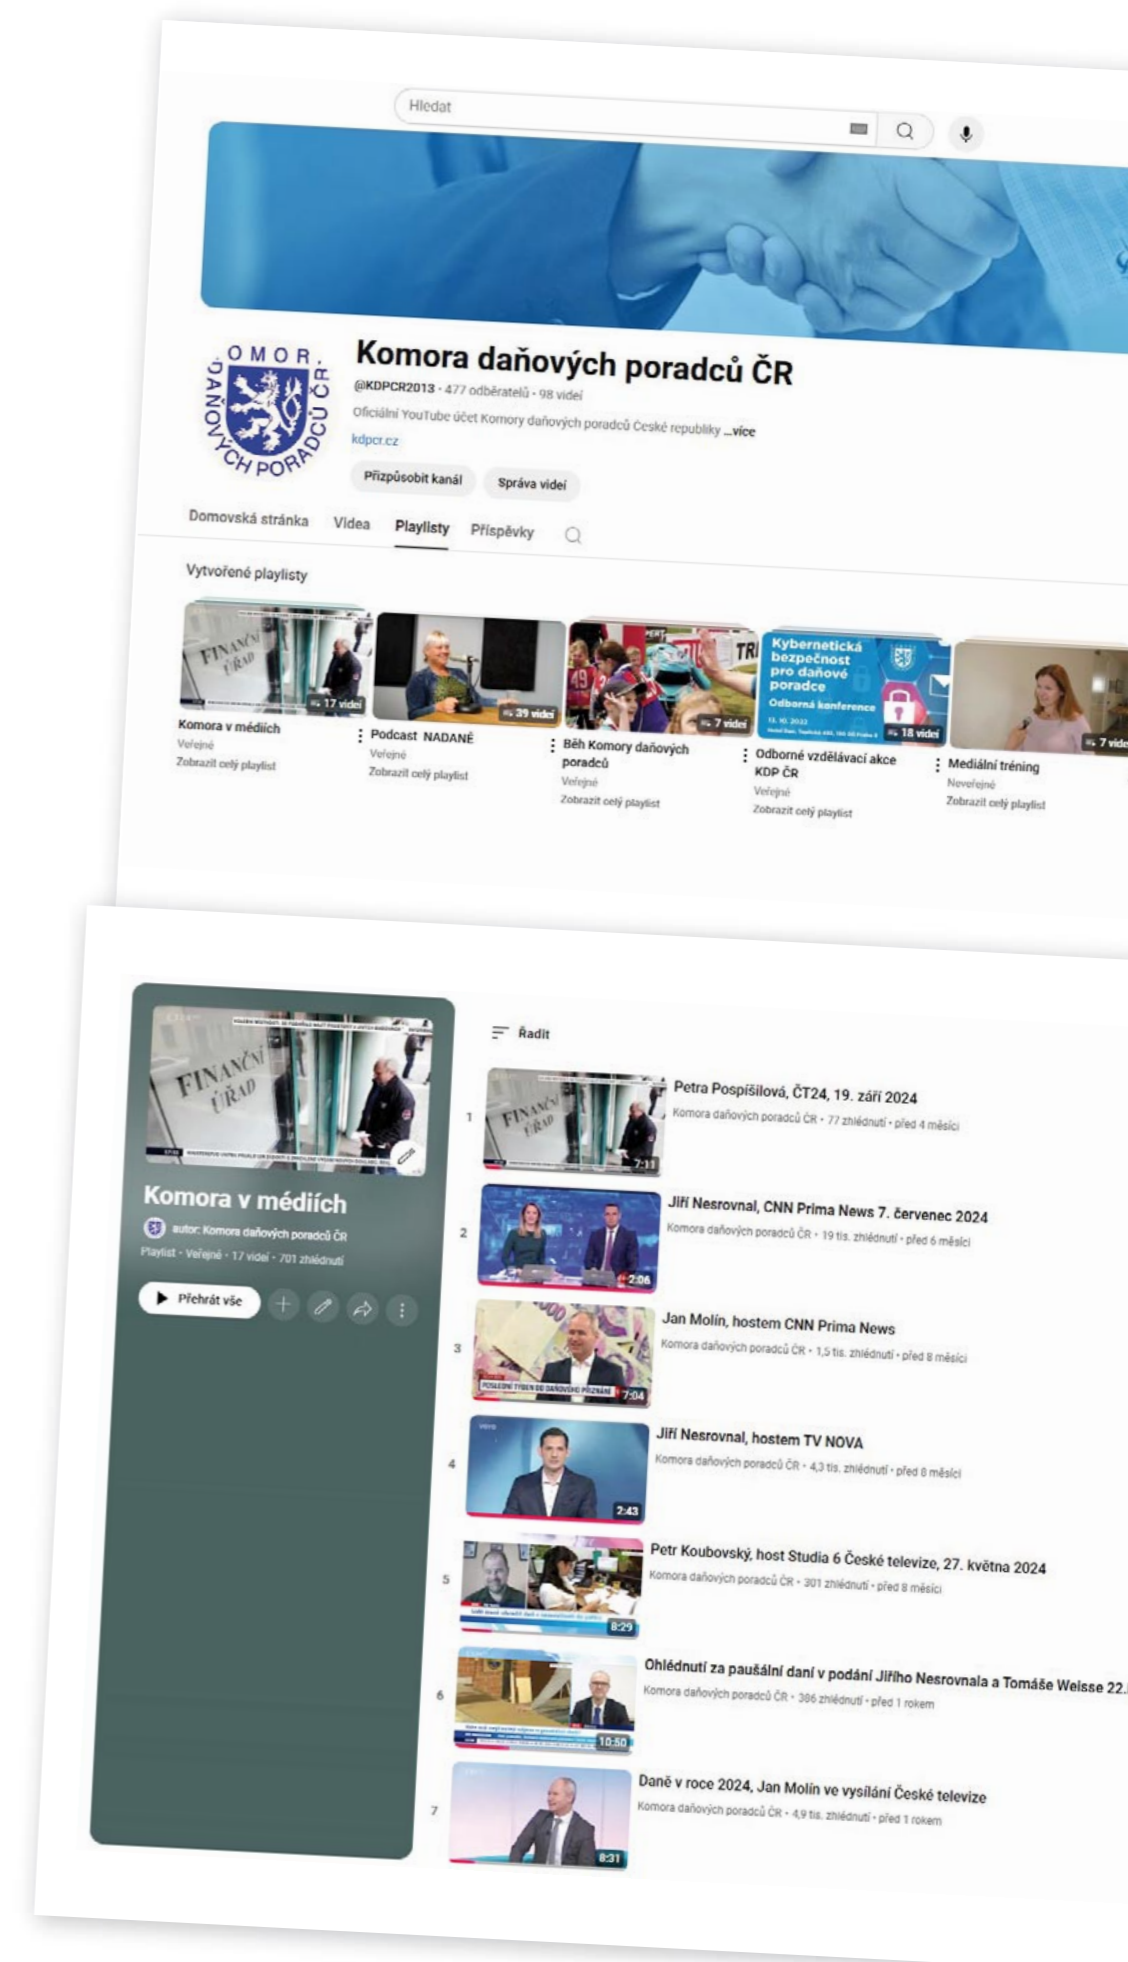 Hledat
OMOR.
DAŇOVÝCH PORADCŮ ČR
Komora daňových poradců ČR
@KDPCR2013 · 477 odběratelů · 98 videí
Oficiální YouTube účet Komory daňových poradců České republiky ...více
kdpcr.cz
Přizpůsobit kanál Správa videí
Domovská stránka Videa Playlisty Příspěvky
Vytvořené playlisty
FINANČNÍ
ÚŘAD
17 videí
Komora v médiích
Veřejné
Zobrazit celý playlist
39 videí
Podcast NADANÉ
Veřejné
Zobrazit celý playlist
7 videí
Běh Komory daňových
poradců
Veřejné
Zobrazit celý playlist
Kybernetická
bezpečnost
pro daňové
poradce
Odborná konference
13. 10. 2022
18 videí
Odborné vzdělávací akce
KDP ČR
Veřejné
Zobrazit celý playlist
7 vide
Mediální tréning
Neveřejné
Zobrazit celý playlist
FINANČNÍ
ÚŘAD
Komora v médiích
autor: Komora daňových poradců ČR
Playlist · Veřejné · 17 videí · 701 zhlédnutí
Přehrát vše
Řadit
1
FINANČNÍ
ÚŘAD
7:11
Petra Pospíšilová, ČT24, 19. září 2024
Komora daňových poradců ČR • 77 zhlédnutí • před 4 měsíci
2
2:06
Jiří Nesrovnal, CNN Prima News 7. červenec 2024
Komora daňových poradců ČR • 19 tis. zhlédnutí • před 6 měsíci
3
POSLEDNÍ TÝDEN DO DAŇOVÉHO PŘIZNÁNÍ
7:04
Jan Molín, hostem CNN Prima News
Komora daňových poradců ČR • 1,5 tis. zhlédnutí • před 8 měsíci
4
2:43
Jiří Nesrovnal, hostem TV NOVA
Komora daňových poradců ČR • 4,3 tis. zhlédnutí • před 8 měsíci
5
8:29
Petr Koubovský, host Studia 6 České televize, 27. května 2024
Komora daňových poradců ČR • 301 zhlédnutí • před 8 měsíci
6
10:50
Ohlédnutí za paušální daní v podání Jiřího Nesrovnala a Tomáše Weisse 22.
Komora daňových poradců ČR • 386 zhlédnutí • před 1 rokem
7
8:31
Daně v roce 2024, Jan Molín ve vysílání České televize
Komora daňových poradců ČR • 4,9 tis. zhlédnutí • před 1 rokem